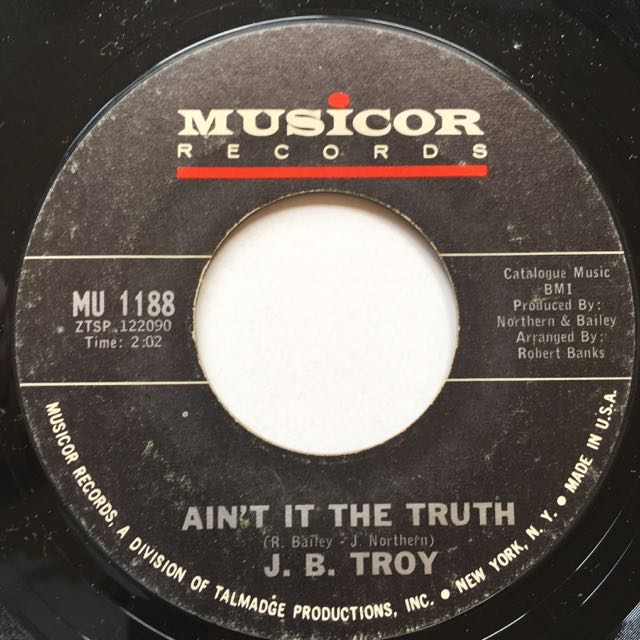 MUSiCOR
RECORDS
MU 1188
ZTSP 122090
Time: 2:02
Catalogue Music
BMI
Produced By:
Northern & Bailey
Arranged By:
Robert Banks
AIN'T IT THE TRUTH
(R. Bailey - J. Northern)
J. B. TROY
MUSICOR RECORDS, A DIVISION OF TALMADGE PRODUCTIONS, INC. • NEW YORK, N. Y. • MADE IN U.S.A.